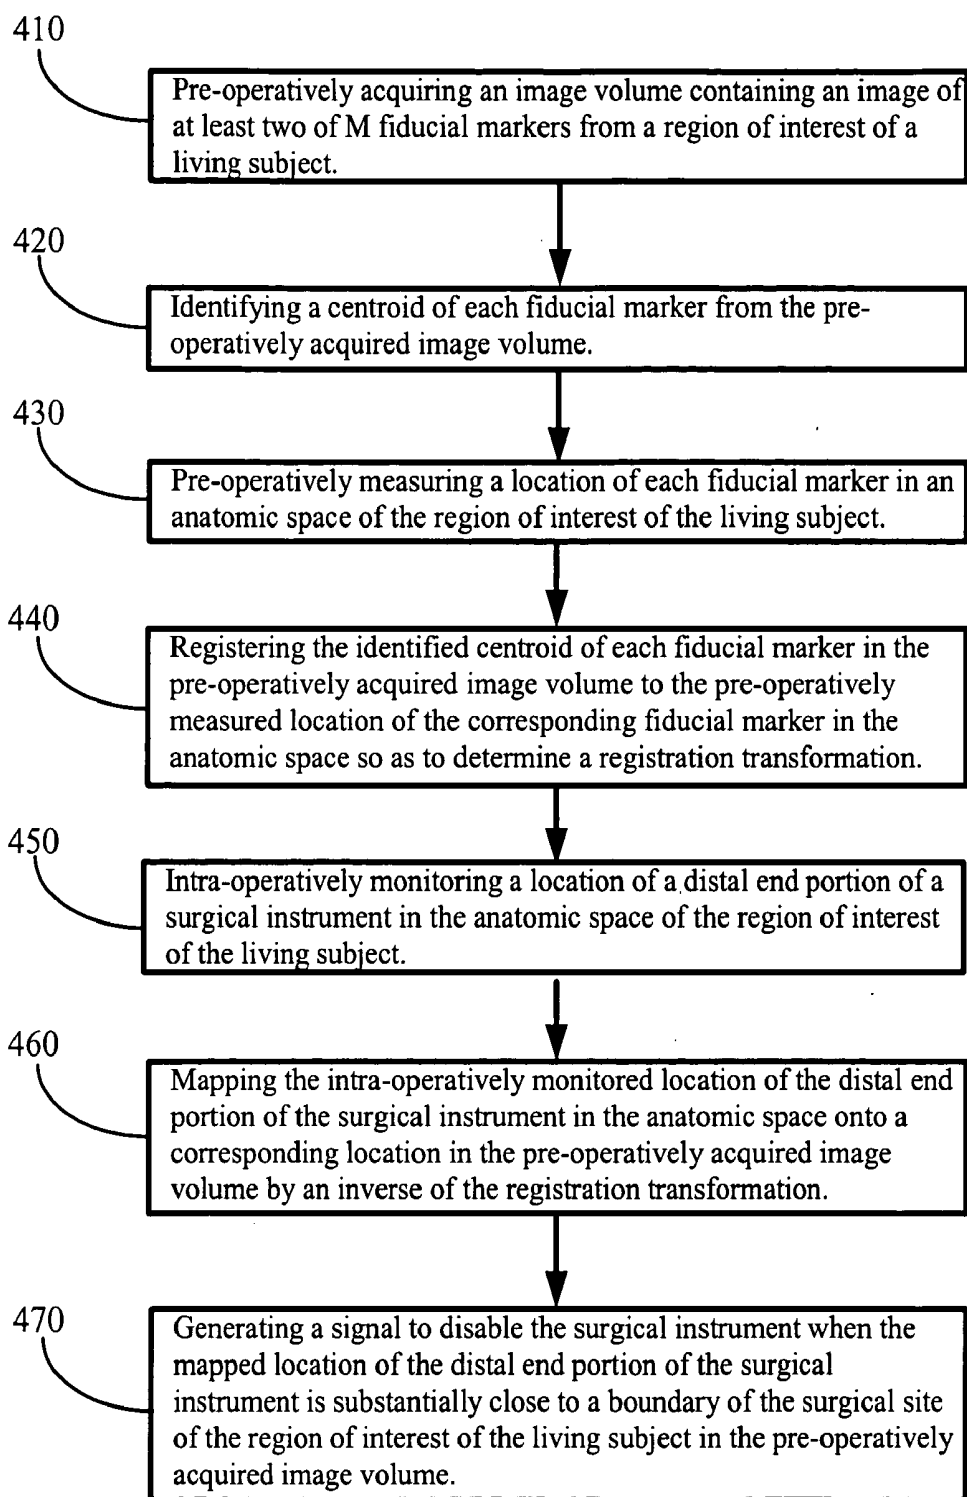 410
Pre-operatively acquiring an image volume containing an image of
at least two of M fiducial markers from a region of interest of a
living subject.
420
Identifying a centroid of each fiducial marker from the pre-
operatively acquired image volume.
430
Pre-operatively measuring a location of each fiducial marker in an
anatomic space of the region of interest of the living subject.
440
Registering the identified centroid of each fiducial marker in the
pre-operatively acquired image volume to the pre-operatively
measured location of the corresponding fiducial marker in the
anatomic space so as to determine a registration transformation.
450
Intra-operatively monitoring a location of a distal end portion of a
surgical instrument in the anatomic space of the region of interest
of the living subject.
460
Mapping the intra-operatively monitored location of the distal end
portion of the surgical instrument in the anatomic space onto a
corresponding location in the pre-operatively acquired image
volume by an inverse of the registration transformation.
470
Generating a signal to disable the surgical instrument when the
mapped location of the distal end portion of the surgical
instrument is substantially close to a boundary of the surgical site
of the region of interest of the living subject in the pre-operatively
acquired image volume.